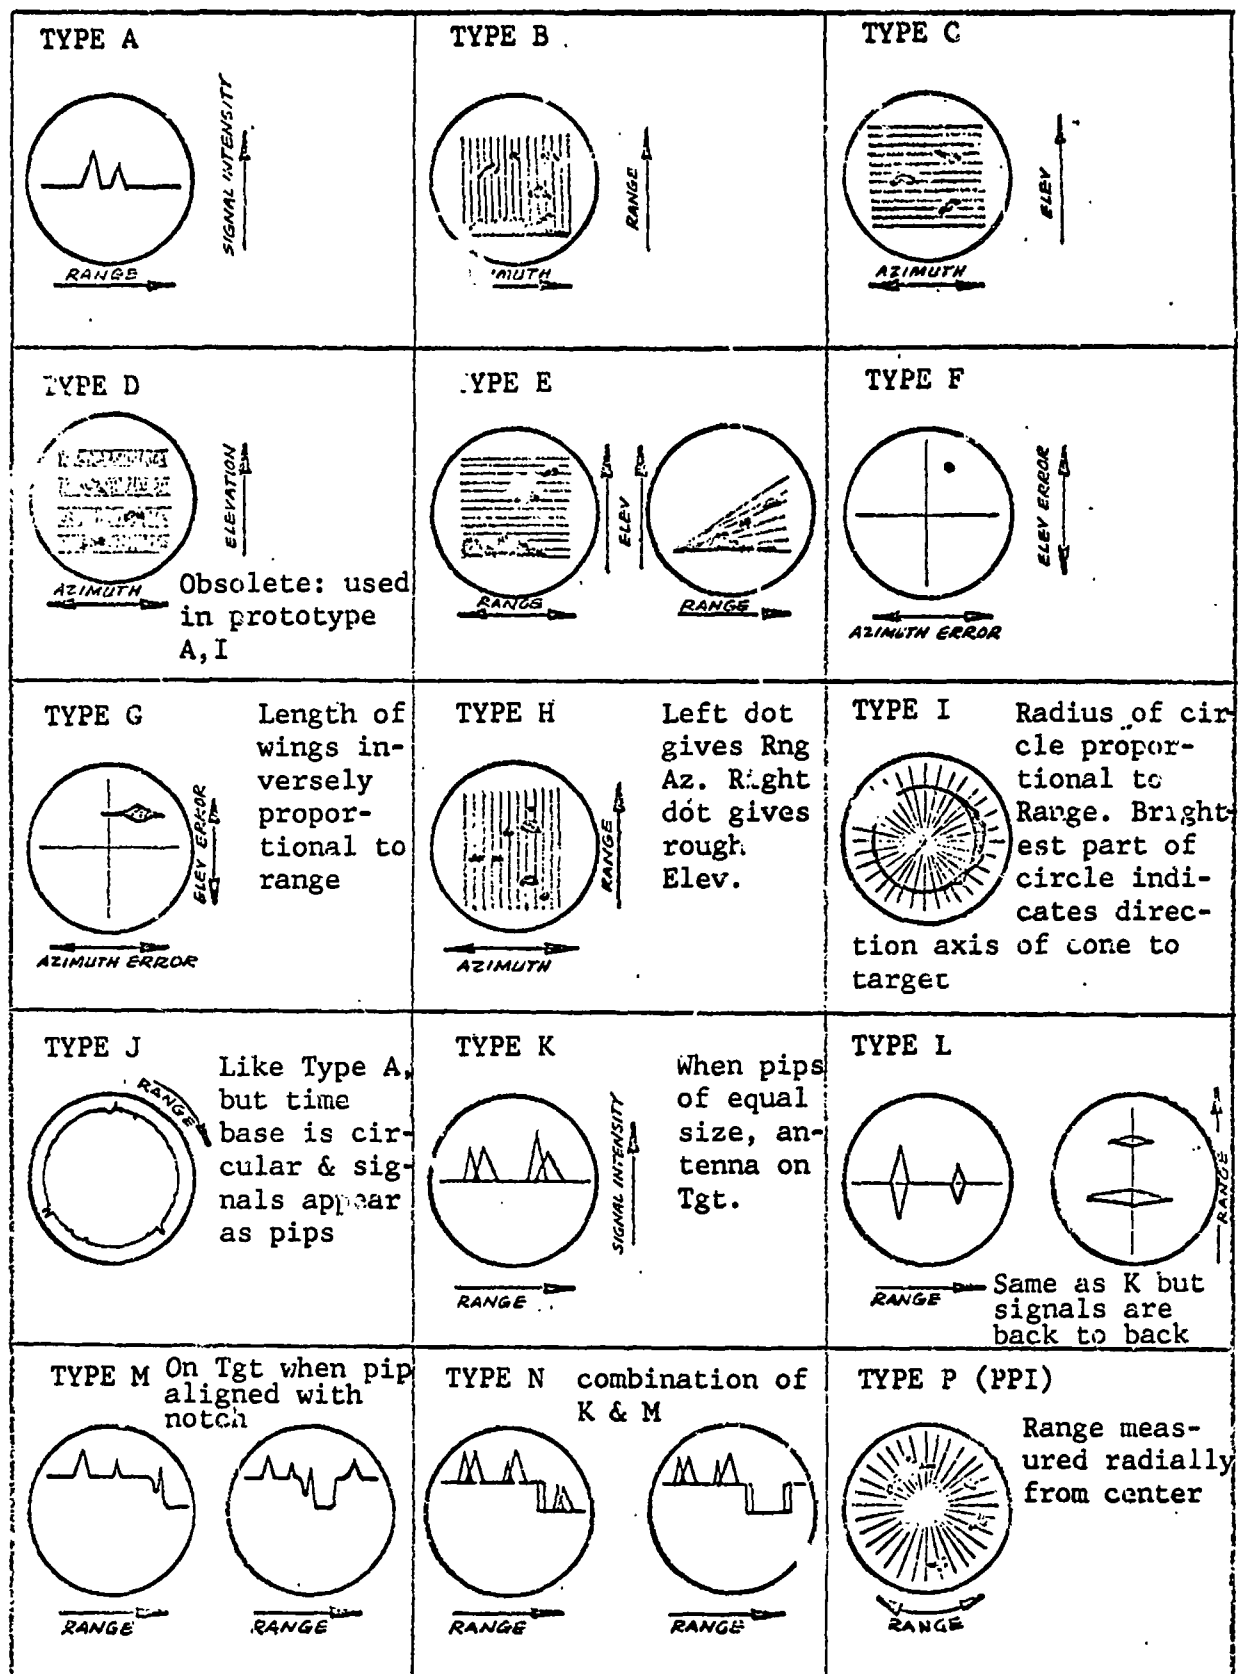 TYPE A
SIGNAL INTENSITY
RANGE
TYPE B
RANGE
TYPE C
ELEV
AZIMUTH
TYPE D
ELEVATION
AZIMUTH
Obsolete: used
in prototype
A,I
TYPE E
ELEV
RANGE
RANGE
TYPE F
ELEV ERROR
AZIMUTH ERROR
TYPE G
Length of
wings in-
versely
propor-
tional to
range
ELEV ERROR
AZIMUTH ERROR
TYPE H
Left dot
gives Rng
Az. Right
dot gives
rough
Elev.
RANGE
AZIMUTH
TYPE I
Radius of cir-
cle propor-
tional to
Range. Bright-
est part of
circle indi-
cates direc-
tion axis of cone to
target
TYPE J
RANGE
Like Type A,
but time
base is cir-
cular & sig-
nals appear
as pips
TYPE K
When pips
of equal
size, an-
tenna on
Tgt.
SIGNAL INTENSITY
RANGE
TYPE L
RANGE
RANGE
Same as K but
signals are
back to back
TYPE M
On Tgt when pip
aligned with
notch
RANGE
RANGE
TYPE N
combination of
K & M
RANGE
RANGE
TYPE P (PPI)
Range meas-
ured radially
from center
RANGE